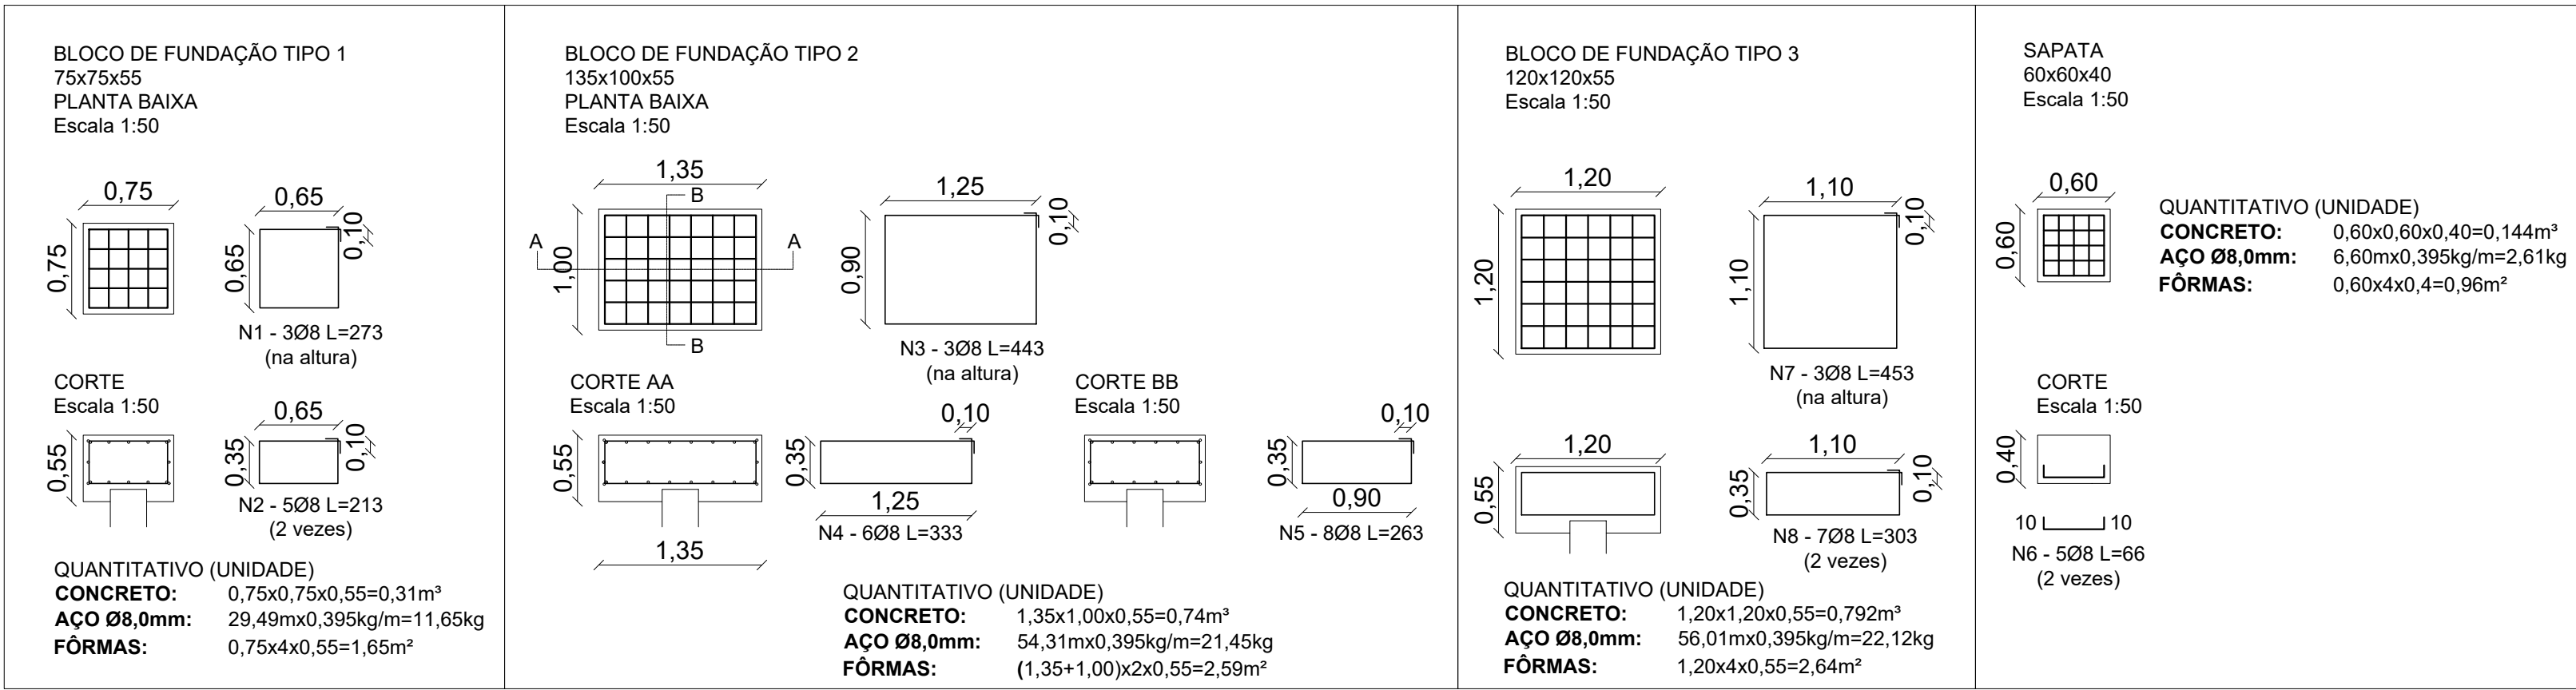 BLOCO DE FUNDAÇÃO TIPO 1
75x75x55
PLANTA BAIXA
Escala 1:50
0,75
0,75
0,65
0,65
0,10
N1 - 3Ø8 L=273
(na altura)
CORTE
Escala 1:50
0,55
0,65
0,35
0,10
N2 - 5Ø8 L=213
(2 vezes)
QUANTITATIVO (UNIDADE)
CONCRETO: 0,75x0,75x0,55=0,31m³
AÇO Ø8,0mm: 29,49mx0,395kg/m=11,65kg
FÔRMAS: 0,75x4x0,55=1,65m²
BLOCO DE FUNDAÇÃO TIPO 2
135x100x55
PLANTA BAIXA
Escala 1:50
1,35
B
A
A
1,00
B
1,25
0,90
0,10
N3 - 3Ø8 L=443
(na altura)
CORTE AA
Escala 1:50
0,55
1,35
0,10
0,35
1,25
N4 - 6Ø8 L=333
CORTE BB
Escala 1:50
0,10
0,35
0,90
N5 - 8Ø8 L=263
QUANTITATIVO (UNIDADE)
CONCRETO: 1,35x1,00x0,55=0,74m³
AÇO Ø8,0mm: 54,31mx0,395kg/m=21,45kg
FÔRMAS: (1,35+1,00)x2x0,55=2,59m²
BLOCO DE FUNDAÇÃO TIPO 3
120x120x55
Escala 1:50
1,20
1,20
1,10
1,10
0,10
N7 - 3Ø8 L=453
(na altura)
1,20
0,55
1,10
0,35
0,10
N8 - 7Ø8 L=303
(2 vezes)
QUANTITATIVO (UNIDADE)
CONCRETO: 1,20x1,20x0,55=0,792m³
AÇO Ø8,0mm: 56,01mx0,395kg/m=22,12kg
FÔRMAS: 1,20x4x0,55=2,64m²
SAPATA
60x60x40
Escala 1:50
0,60
0,60
QUANTITATIVO (UNIDADE)
CONCRETO: 0,60x0,60x0,40=0,144m³
AÇO Ø8,0mm: 6,60mx0,395kg/m=2,61kg
FÔRMAS: 0,60x4x0,4=0,96m²
CORTE
Escala 1:50
0,40
10 10
N6 - 5Ø8 L=66
(2 vezes)